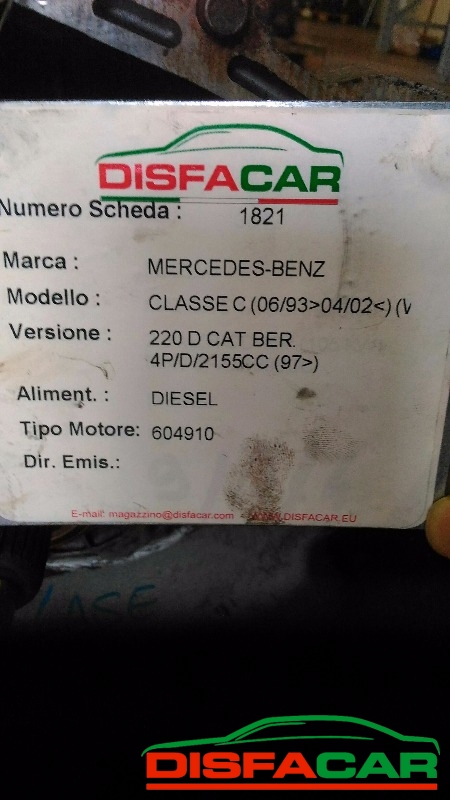 DISFACAR
Numero Scheda : 1821
Marca : MERCEDES-BENZ
Modello : CLASSE C (06/93>04/02<) (V
Versione : 220 D CAT BER.
4P/D/2155CC (97>)
Aliment. : DIESEL
Tipo Motore: 604910
Dir. Emis.:
E-mail: magazzino@disfacar.com - WWW.DISFACAR.EU
DISFACAR